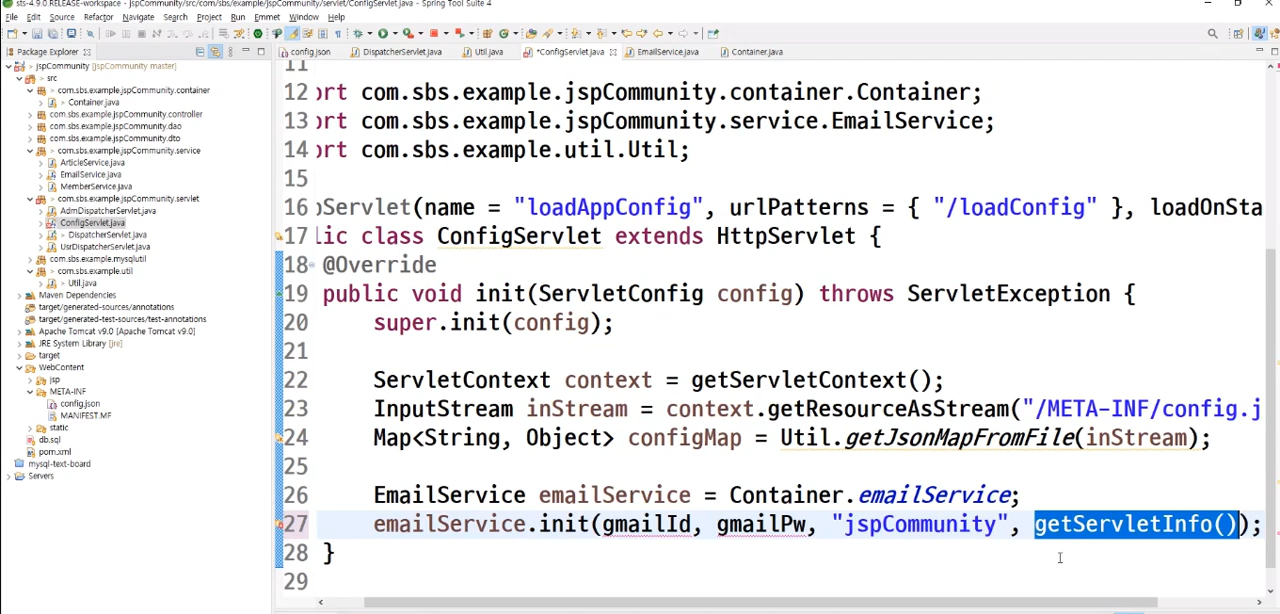 sts-4.9.0.RELEASE-workspace - jspCommunity/src/com/sbs/example/jspCommunity/servlet/ConfigServlet.java - Spring Tool Suite 4
File Edit Source Refactor Navigate Search Project Run Emmet Window Help
Package Explorer
config.json DispatcherServlet.java Util.java *ConfigServlet.java EmailService.java Container.java
jspCommunity [jspCommunity master]
src
com.sbs.example.jspCommunity.container
Container.java
com.sbs.example.jspCommunity.controller
com.sbs.example.jspCommunity.dao
com.sbs.example.jspCommunity.dto
com.sbs.example.jspCommunity.service
ArticleService.java
EmailService.java
MemberService.java
com.sbs.example.jspCommunity.servlet
AdmDispatcherServlet.java
ConfigServlet.java
DispatcherServlet.java
UsrDispatcherServlet.java
com.sbs.example.mysqlutil
com.sbs.example.util
Util.java
Maven Dependencies
target/generated-sources/annotations
target/generated-test-sources/test-annotations
Apache Tomcat v9.0 [Apache Tomcat v9.0]
JRE System Library [jre]
target
WebContent
jsp
META-INF
config.json
MANIFEST.MF
static
db.sql
pom.xml
mysql-text-board
Servers
11
12 ort com.sbs.example.jspCommunity.container.Container;
13 ort com.sbs.example.jspCommunity.service.EmailService;
14 ort com.sbs.example.util.Util;
15
16 bServlet(name = "loadAppConfig", urlPatterns = { "/loadConfig" }, loadOnSta
17 lic class ConfigServlet extends HttpServlet {
18 @Override
19 public void init(ServletConfig config) throws ServletException {
20 super.init(config);
21
22 ServletContext context = getServletContext();
23 InputStream inStream = context.getResourceAsStream("/META-INF/config.j
24 Map<String, Object> configMap = Util.getJsonMapFromFile(inStream);
25
26 EmailService emailService = Container.emailService;
27 emailService.init(gmailId, gmailPw, "jspCommunity", getServletInfo());
28 }
29